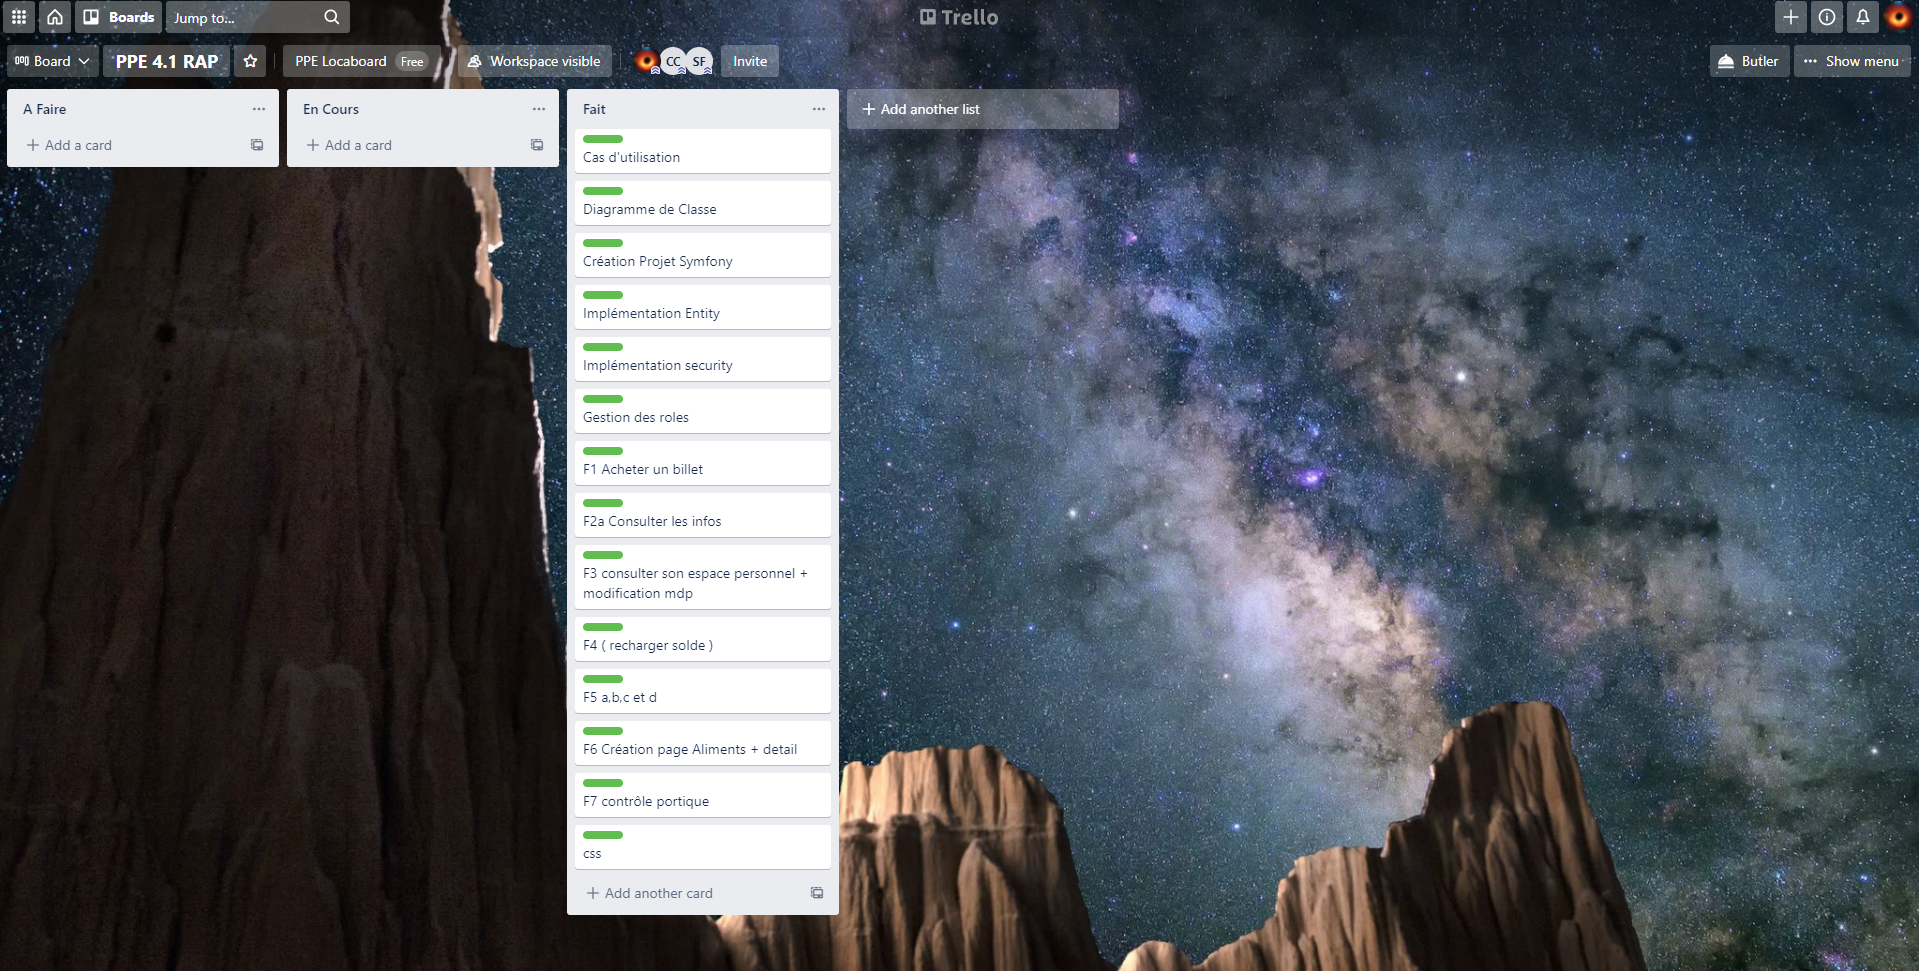 Boards
Jump to...
Trello
Board
PPE 4.1 RAP
PPE Locaboard Free
Workspace visible
CC
SF
Invite
Butler
Show menu
A Faire
Add a card
En Cours
Add a card
Fait
Cas d'utilisation
Diagramme de Classe
Création Projet Symfony
Implémentation Entity
Implémentation security
Gestion des roles
F1 Acheter un billet
F2a Consulter les infos
F3 consulter son espace personnel +
modification mdp
F4 ( recharger solde )
F5 a,b,c et d
F6 Création page Aliments + detail
F7 contrôle portique
css
Add another card
Add another list